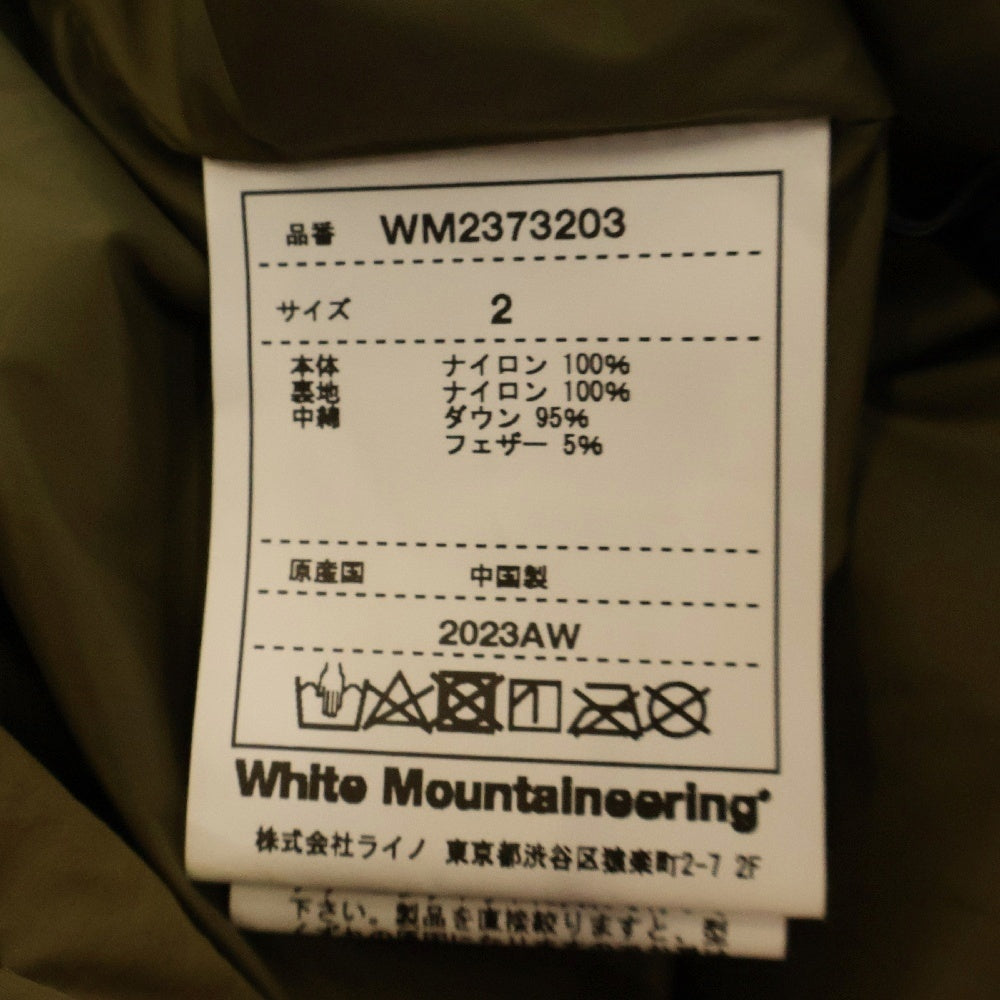 品番 WM2373203
サイズ 2
本体 ナイロン 100%
裏地 ナイロン 100%
中綿 ダウン 95%
フェザー 5%
原産国 中国製
2023AW
White Mountaineering
株式会社ライノ 東京都渋谷区猿楽町2-7 2F
下さい。製品を直接絞りますと、型